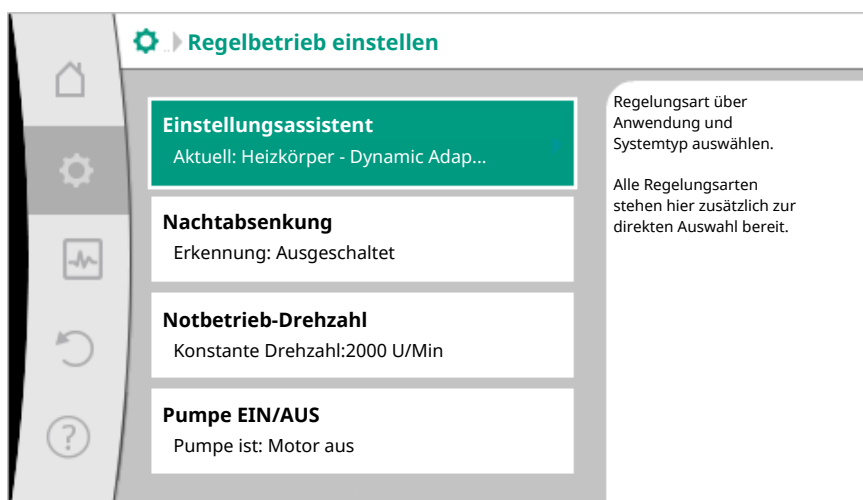 Regelbetrieb einstellen
Einstellungsassistent
Aktuell: Heizkörper - Dynamic Adap...
Nachtabsenkung
Erkennung: Ausgeschaltet
Notbetrieb-Drehzahl
Konstante Drehzahl:2000 U/Min
Pumpe EIN/AUS
Pumpe ist: Motor aus
Regelungsart über
Anwendung und
Systemtyp auswählen.
Alle Regelungsarten
stehen hier zusätzlich zur
direkten Auswahl bereit.
?